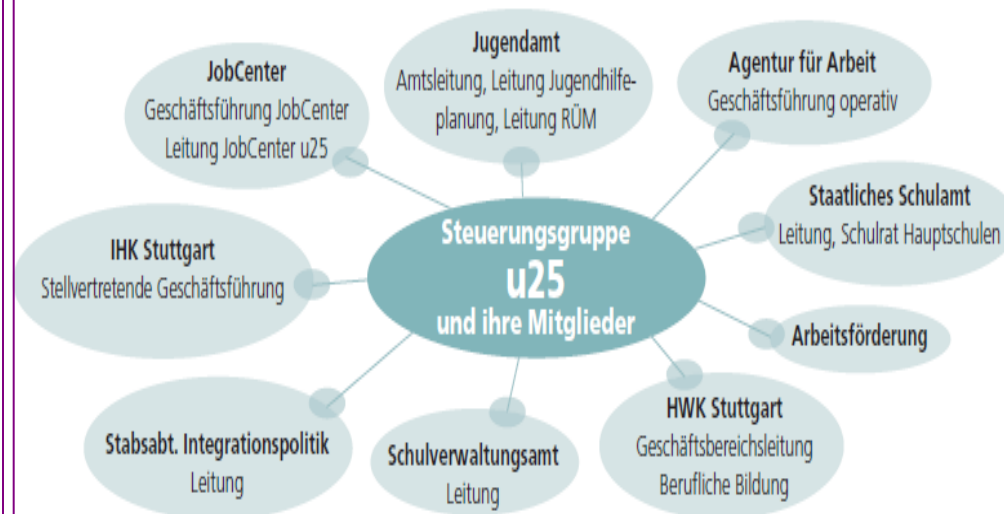 Jugendamt
Amtsleitung, Leitung Jugendhilfe-
planung, Leitung RÜM
JobCenter
Geschäftsführung JobCenter
Leitung JobCenter u25
Agentur für Arbeit
Geschäftsführung operativ
Staatliches Schulamt
Leitung, Schulrat Hauptschulen
IHK Stuttgart
Stellvertretende Geschäftsführung
Steuerungsgruppe
u25
und ihre Mitglieder
Arbeitsförderung
Stabsabt. Integrationspolitik
Leitung
Schulverwaltungsamt
Leitung
HWK Stuttgart
Geschäftsbereichsleitung
Berufliche Bildung